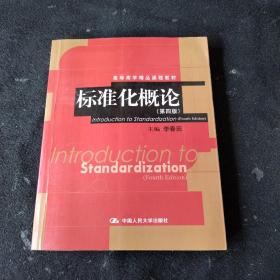 高等商学精品课程教材
标准化概论
(第四版)
Introduction to Standardization (Fourth Edition)
主编 李春田
Introduction to
Standardization
(Fourth Edition)
中国人民大学出版社